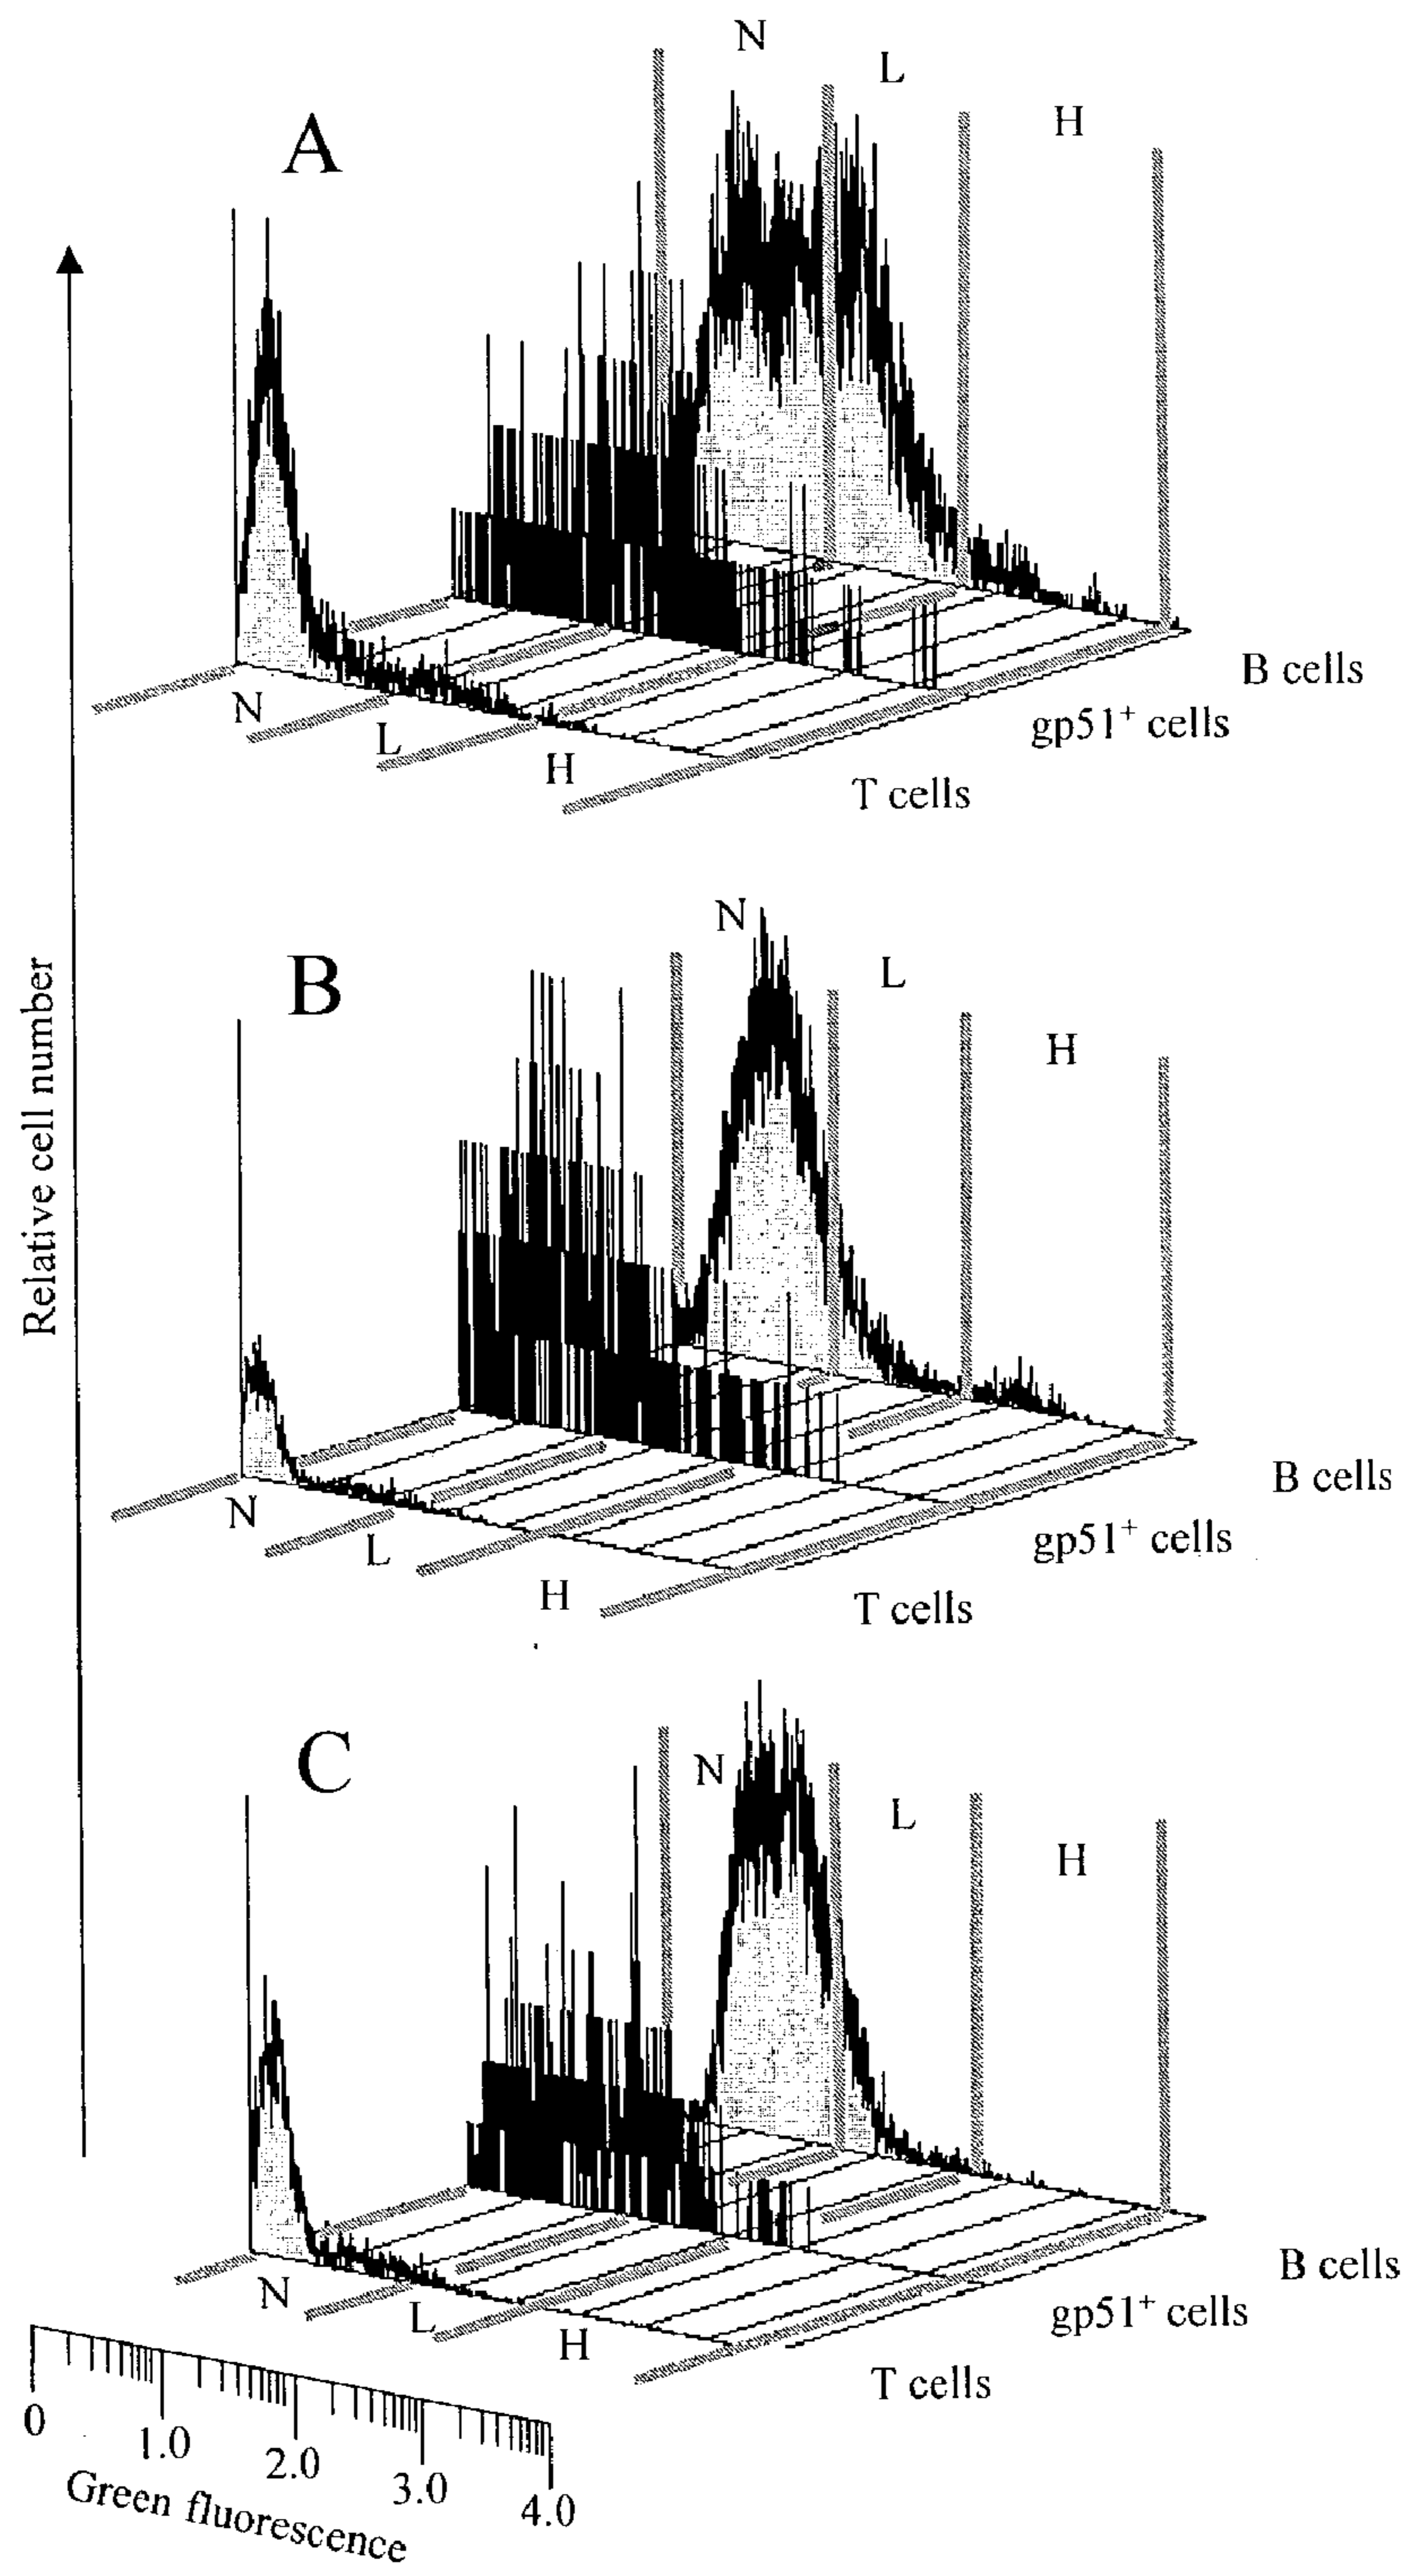 N
L
H
A
B cells
gp51⁺ cells
T cells
N
L
H
Relative cell number
N
L
H
B
B cells
gp51⁺ cells
T cells
N
L
H
N
L
H
C
B cells
gp51⁺ cells
T cells
N
L
H
0
1.0
2.0
3.0
4.0
Green fluorescence